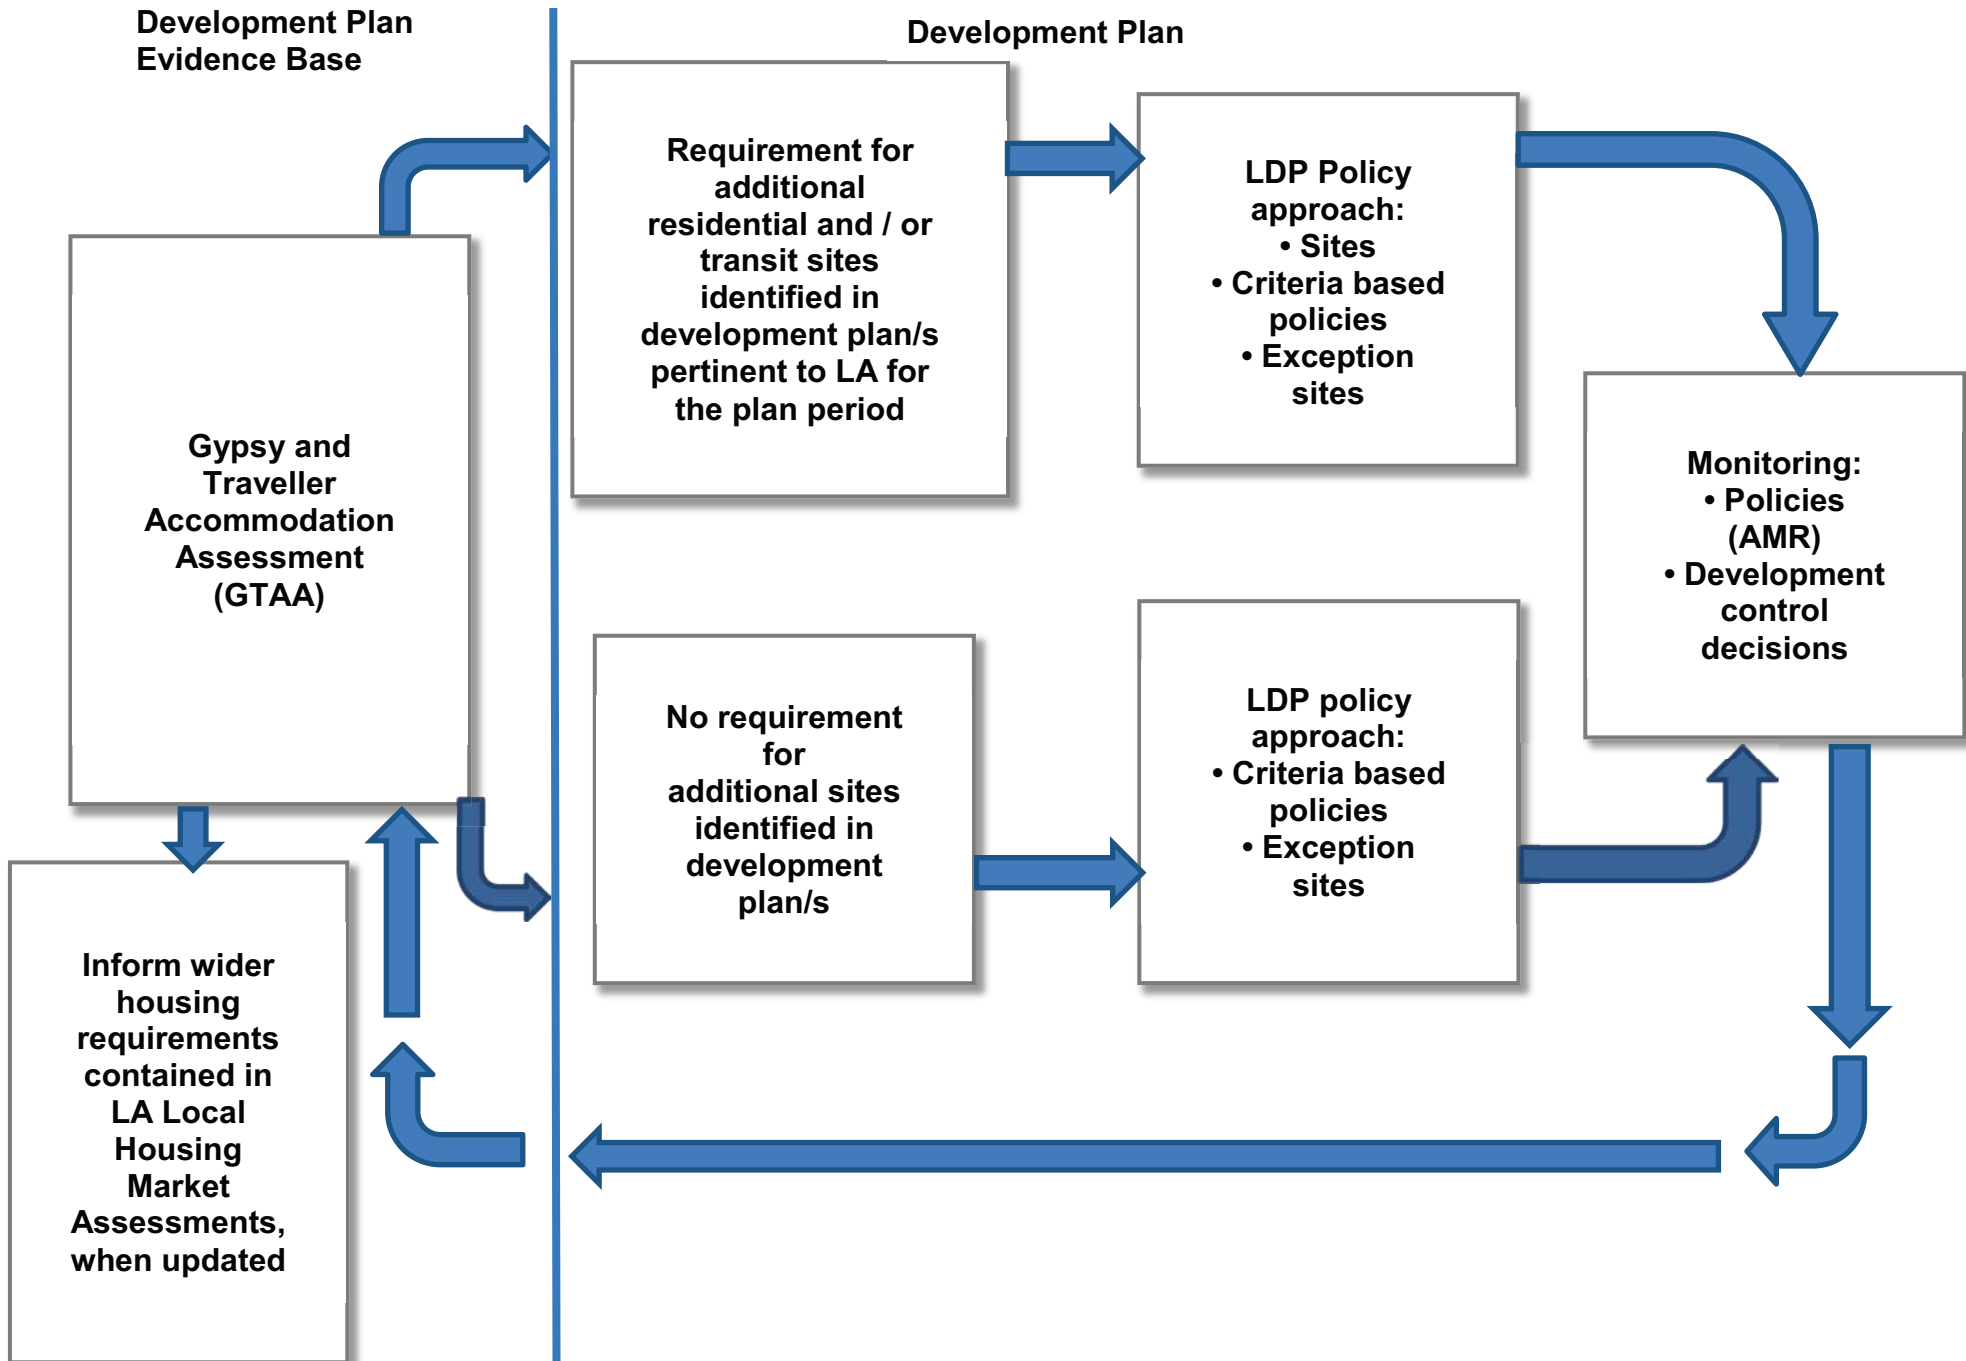 Development Plan
Evidence Base
Development Plan
Gypsy and
Traveller
Accommodation
Assessment
(GTAA)
Inform wider
housing
requirements
contained in
LA Local
Housing
Market
Assessments,
when updated
Requirement for
additional
residential and / or
transit sites
identified in
development plan/s
pertinent to LA for
the plan period
LDP Policy
approach:
• Sites
• Criteria based
policies
• Exception
sites
No requirement
for
additional sites
identified in
development
plan/s
LDP policy
approach:
• Criteria based
policies
• Exception
sites
Monitoring:
• Policies
(AMR)
• Development
control
decisions